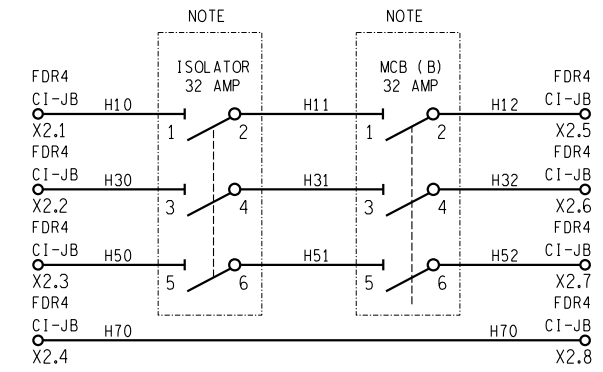 NOTE NOTE
ISOLATOR MCB (B)
FDR4 32 AMP 32 AMP FDR4
CI-JB H10 H11 H12 CI-JB
X2.1 1 2 1 2 X2.5
FDR4 FDR4
CI-JB H30 H31 H32 CI-JB
X2.2 3 4 3 4 X2.6
FDR4 FDR4
CI-JB H50 H51 H52 CI-JB
X2.3 5 6 5 6 X2.7
FDR4 FDR4
CI-JB H70 H70 CI-JB
X2.4 X2.8